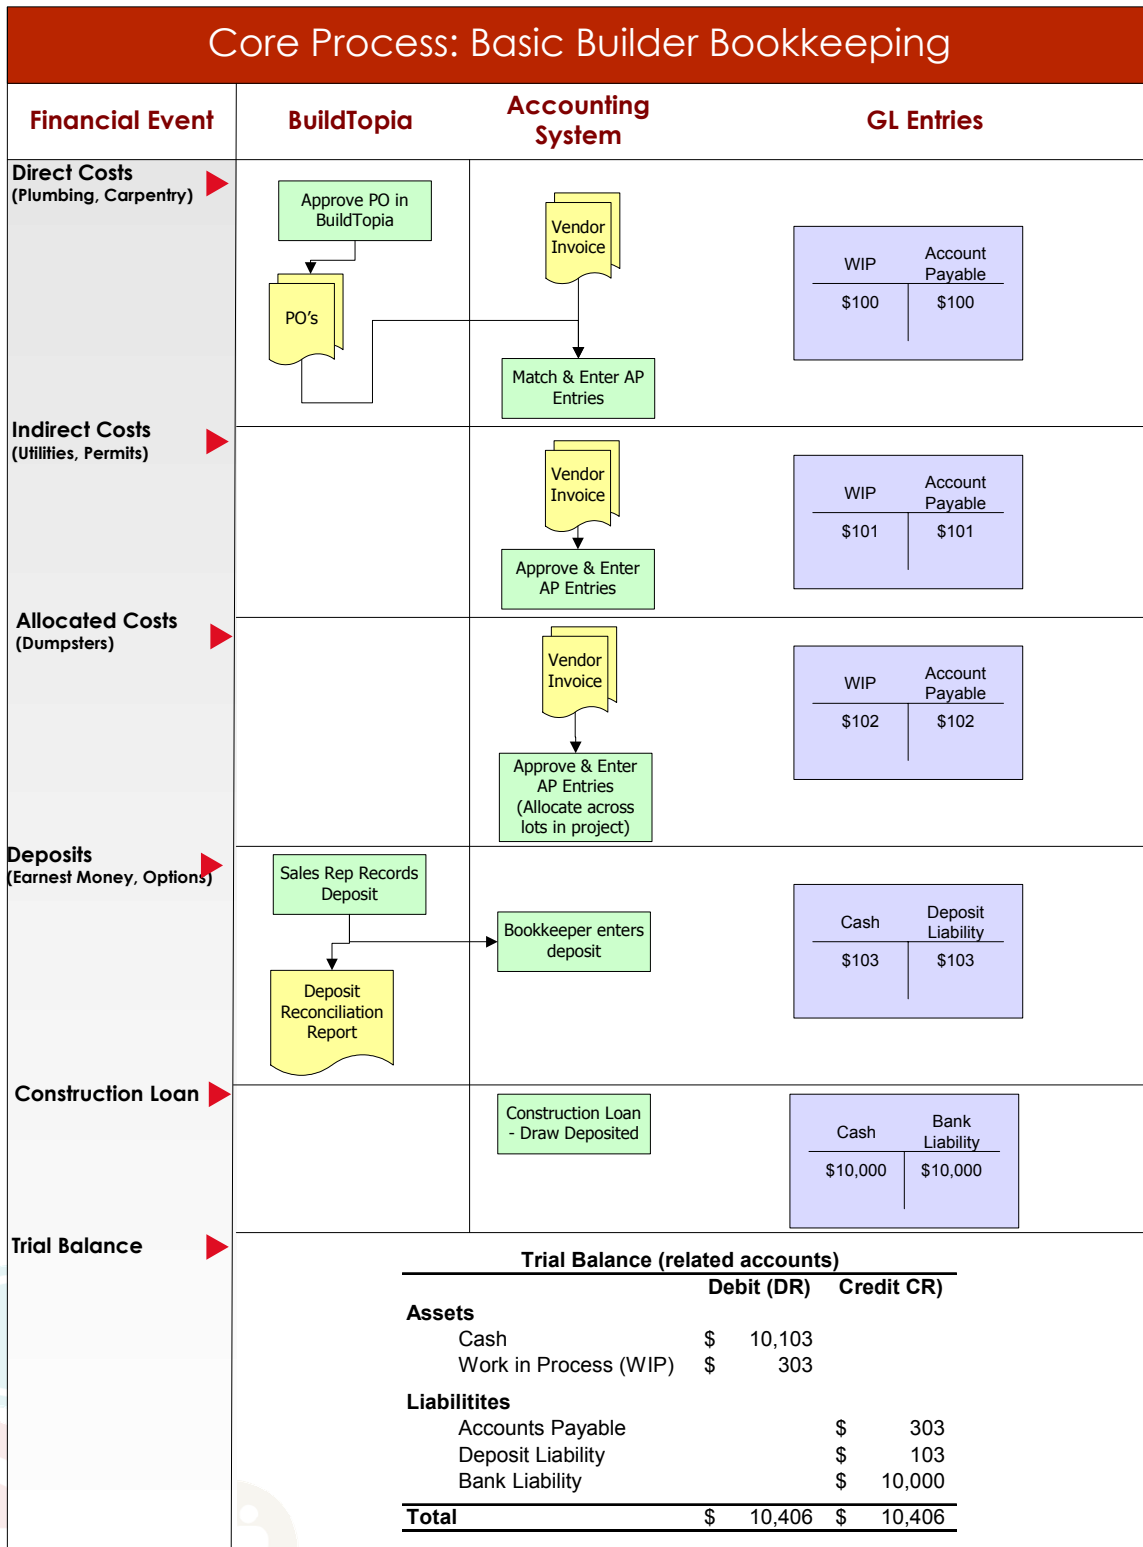 Core Process: Basic Builder Bookkeeping
Financial Event
BuildTopia
Accounting
System
GL Entries
Direct Costs
(Plumbing, Carpentry)
Approve PO in
BuildTopia
PO's
Vendor
Invoice
Match & Enter AP
Entries
WIP
Account
Payable
$100
$100
Indirect Costs
(Utilities, Permits)
Vendor
Invoice
Approve & Enter
AP Entries
WIP
Account
Payable
$101
$101
Allocated Costs
(Dumpsters)
Vendor
Invoice
Approve & Enter
AP Entries
(Allocate across
lots in project)
WIP
Account
Payable
$102
$102
Deposits
(Earnest Money, Options)
Sales Rep Records
Deposit
Deposit
Reconciliation
Report
Bookkeeper enters
deposit
Cash
Deposit
Liability
$103
$103
Construction Loan
Construction Loan
- Draw Deposited
Cash
Bank
Liability
$10,000
$10,000
Trial Balance
Trial Balance (related accounts)
Debit (DR) Credit CR)
Assets
Cash $ 10,103
Work in Process (WIP) $ 303
Liabilitites
Accounts Payable $ 303
Deposit Liability $ 103
Bank Liability $ 10,000
Total $ 10,406 $ 10,406